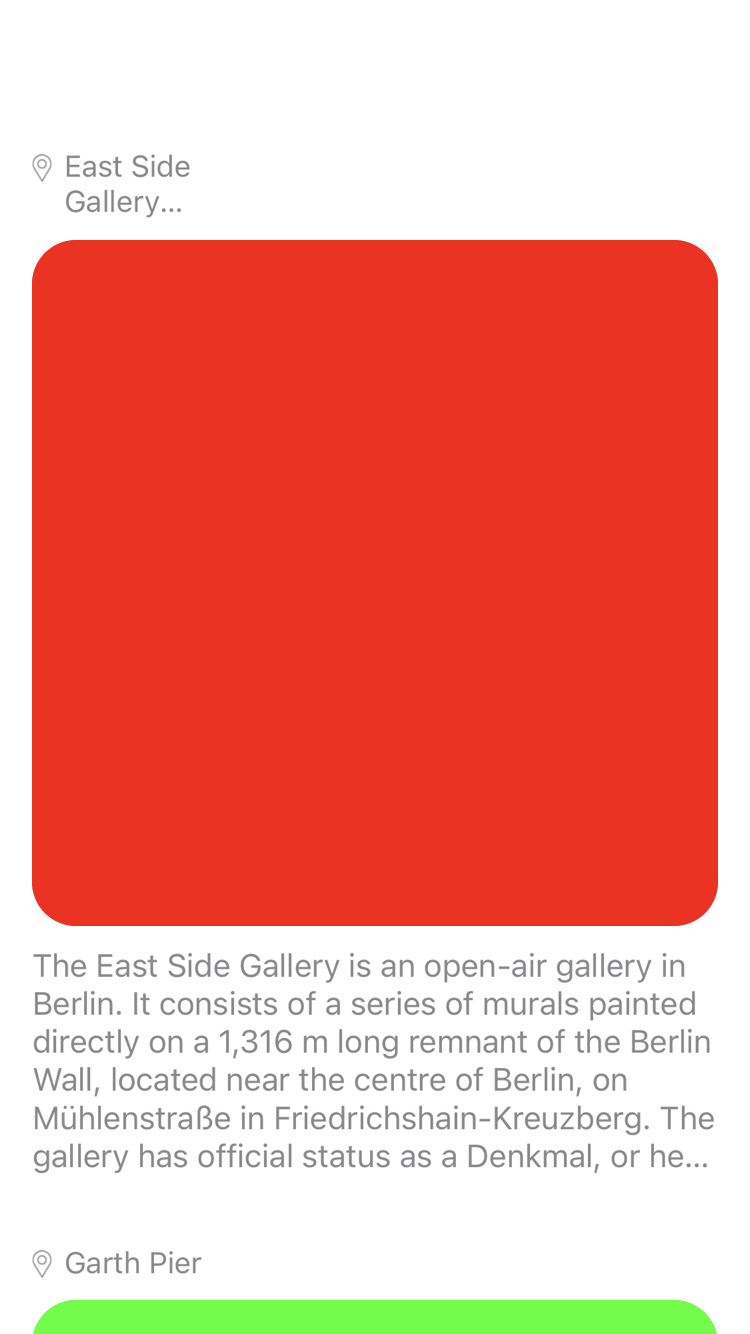 East Side
Gallery...
The East Side Gallery is an open-air gallery in
Berlin. It consists of a series of murals painted
directly on a 1,316 m long remnant of the Berlin
Wall, located near the centre of Berlin, on
Mühlenstraße in Friedrichshain-Kreuzberg. The
gallery has official status as a Denkmal, or he...
Garth Pier